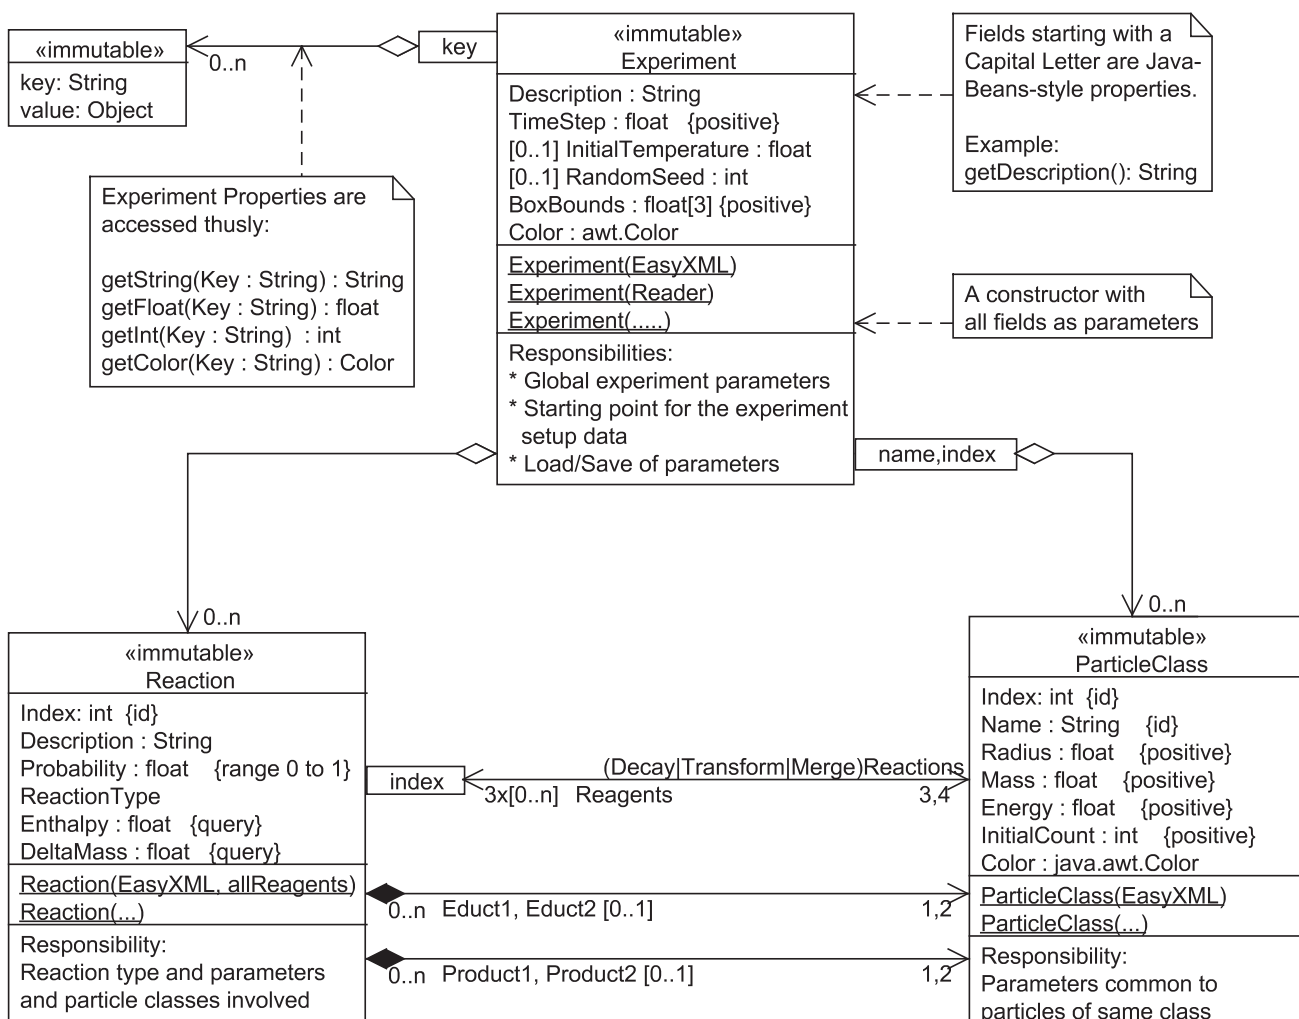 «immutable»
key: String
value: Object
0..n
key
«immutable»
Experiment
Description : String
TimeStep : float {positive}
[0..1] InitialTemperature : float
[0..1] RandomSeed : int
BoxBounds : float[3] {positive}
Color : awt.Color
Experiment(EasyXML)
Experiment(Reader)
Experiment(.....)
Responsibilities:
* Global experiment parameters
* Starting point for the experiment
setup data
* Load/Save of parameters
Fields starting with a
Capital Letter are Java-
Beans-style properties.
Example:
getDescription(): String
Experiment Properties are
accessed thusly:
getString(Key : String) : String
getFloat(Key : String) : float
getInt(Key : String) : int
getColor(Key : String) : Color
A constructor with
all fields as parameters
name,index
0..n
0..n
«immutable»
Reaction
Index: int {id}
Description : String
Probability : float {range 0 to 1}
ReactionType
Enthalpy : float {query}
DeltaMass : float {query}
Reaction(EasyXML, allReagents)
Reaction(...)
Responsibility:
Reaction type and parameters
and particle classes involved
index
(Decay|Transform|Merge)Reactions
3x[0..n] Reagents 3,4
0..n Educt1, Educt2 [0..1] 1,2
0..n Product1, Product2 [0..1] 1,2
«immutable»
ParticleClass
Index: int {id}
Name : String {id}
Radius : float {positive}
Mass : float {positive}
Energy : float {positive}
InitialCount : int {positive}
Color : java.awt.Color
ParticleClass(EasyXML)
ParticleClass(...)
Responsibility:
Parameters common to
particles of same class